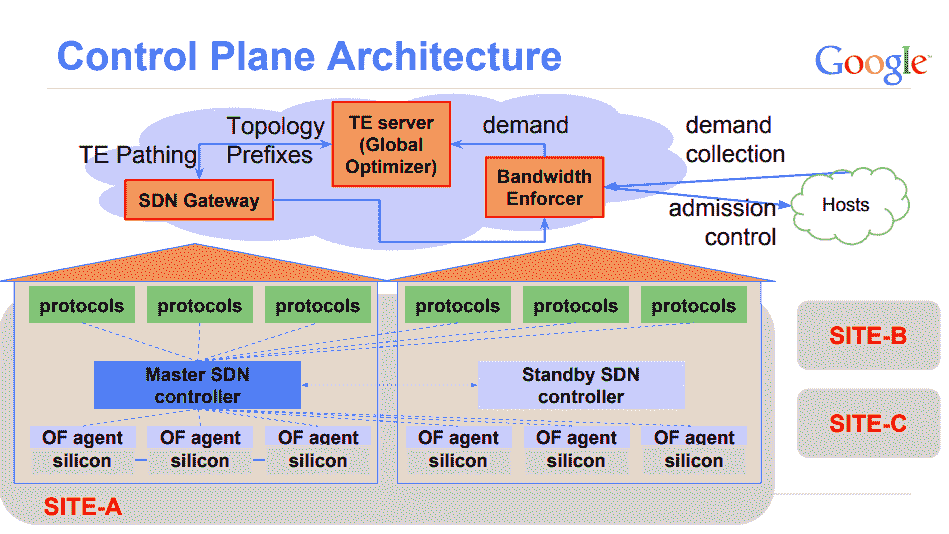 Control Plane Architecture
Google
TE Pathing
Topology
Prefixes
TE server
(Global
Optimizer)
demand
demand
collection
SDN Gateway
Bandwidth
Enforcer
admission
control
Hosts
protocols
protocols
protocols
protocols
protocols
protocols
Master SDN
controller
Standby SDN
controller
OF agent
silicon
OF agent
silicon
OF agent
silicon
OF agent
silicon
OF agent
silicon
OF agent
silicon
SITE-A
SITE-B
SITE-C